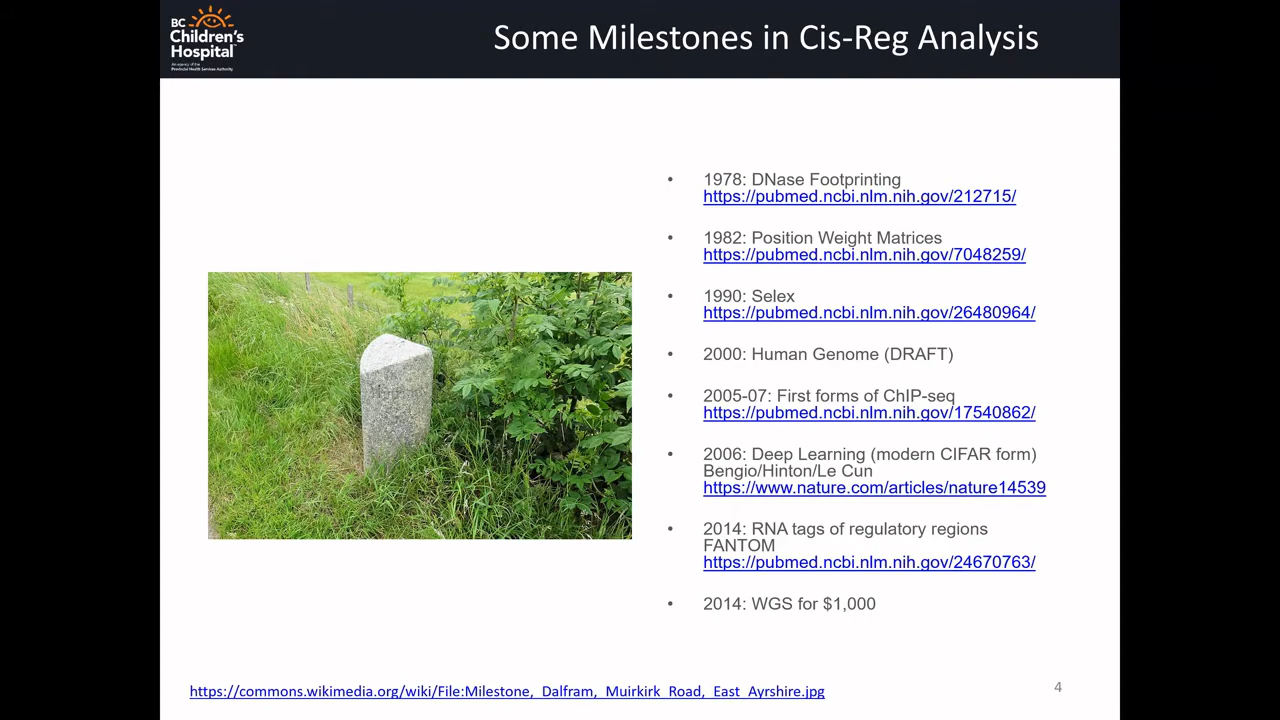 BC
Children's
Hospital
An agency of the
Provincial Health Services Authority
Some Milestones in Cis-Reg Analysis
• 1978: DNase Footprinting
https://pubmed.ncbi.nlm.nih.gov/212715/
• 1982: Position Weight Matrices
https://pubmed.ncbi.nlm.nih.gov/7048259/
• 1990: Selex
https://pubmed.ncbi.nlm.nih.gov/26480964/
• 2000: Human Genome (DRAFT)
• 2005-07: First forms of ChIP-seq
https://pubmed.ncbi.nlm.nih.gov/17540862/
• 2006: Deep Learning (modern CIFAR form)
Bengio/Hinton/Le Cun
https://www.nature.com/articles/nature14539
• 2014: RNA tags of regulatory regions
FANTOM
https://pubmed.ncbi.nlm.nih.gov/24670763/
• 2014: WGS for $1,000
https://commons.wikimedia.org/wiki/File:Milestone,_Dalfram,_Muirkirk_Road,_East_Ayrshire.jpg
4